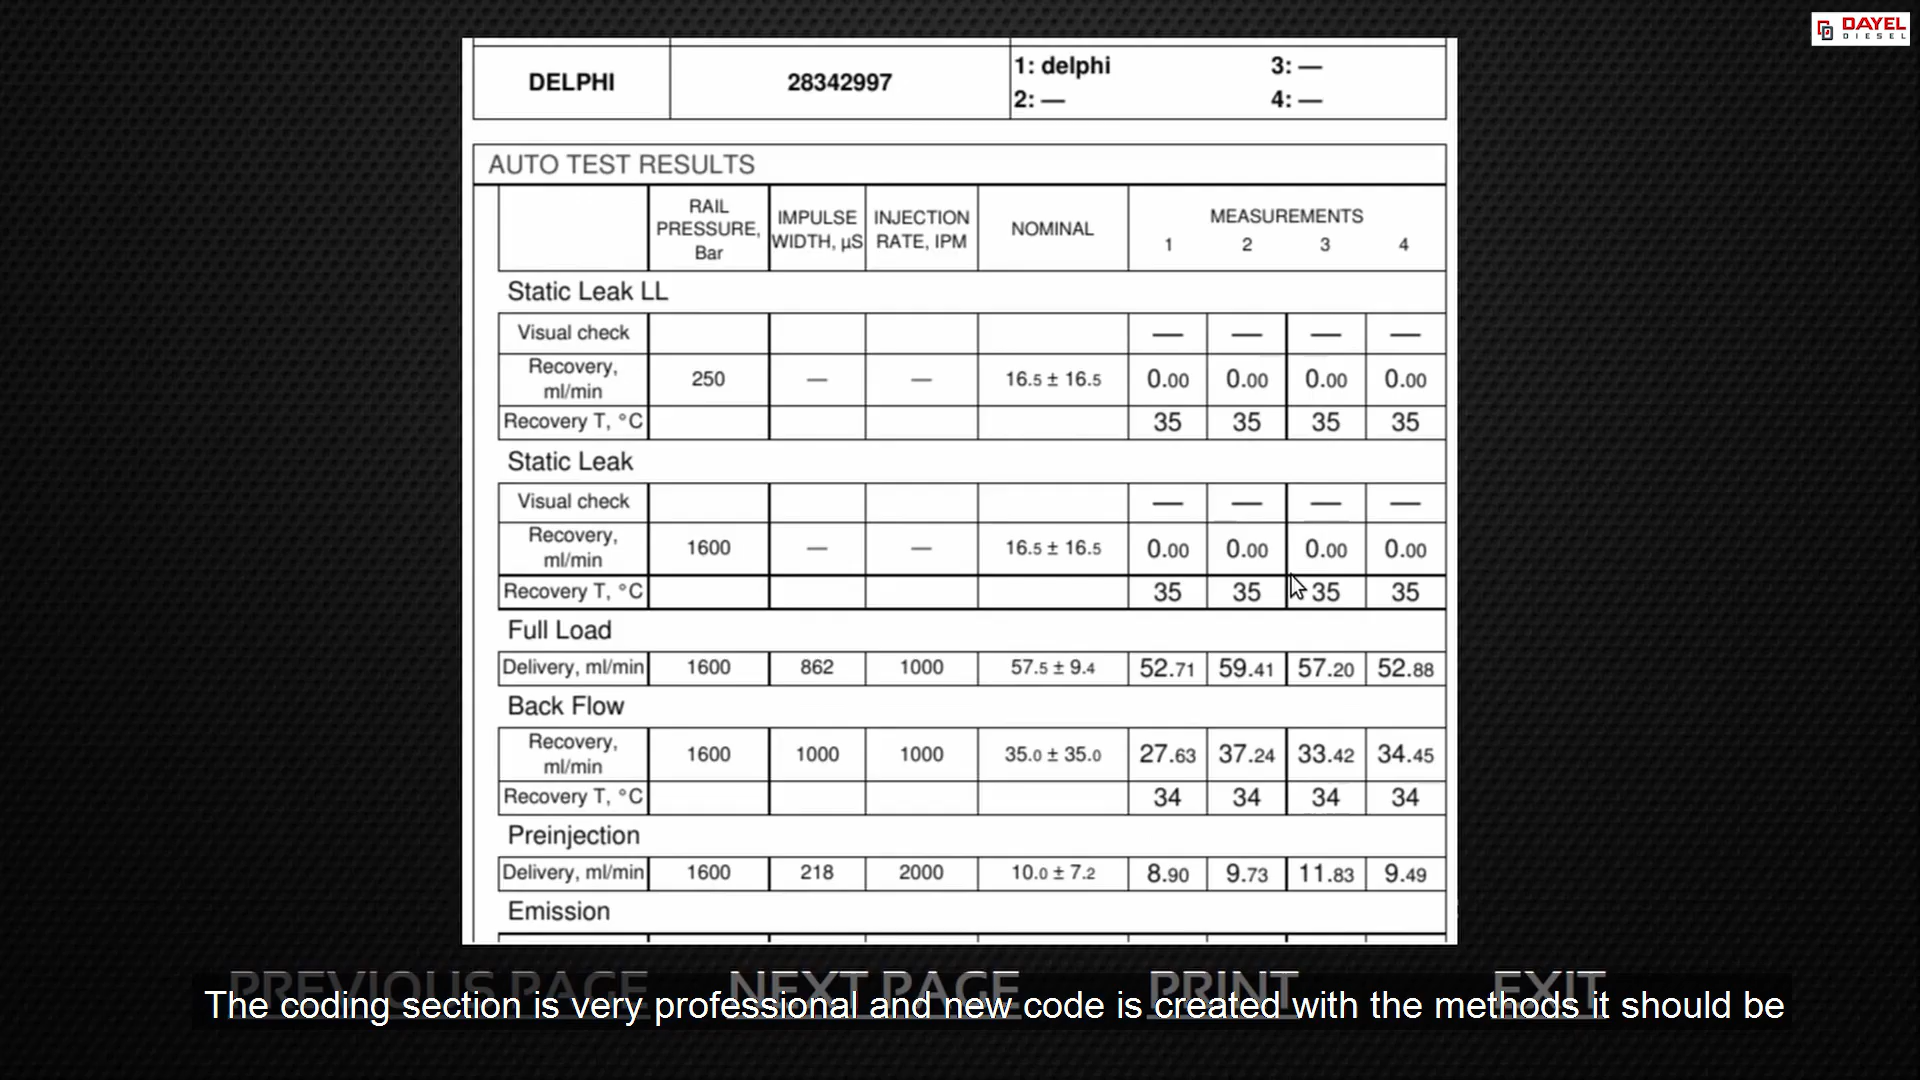 DAYEL
DIESEL
DELPHI 28342997 1: delphi 3: —
2: — 4: —
AUTO TEST RESULTS
RAIL PRESSURE, Bar IMPULSE WIDTH, µS INJECTION RATE, IPM NOMINAL MEASUREMENTS
1 2 3 4
Static Leak LL
Visual check — — — —
Recovery, ml/min 250 — — 16.5 ± 16.5 0.00 0.00 0.00 0.00
Recovery T, °C 35 35 35 35
Static Leak
Visual check — — — —
Recovery, ml/min 1600 — — 16.5 ± 16.5 0.00 0.00 0.00 0.00
Recovery T, °C 35 35 35 35
Full Load
Delivery, ml/min 1600 862 1000 57.5 ± 9.4 52.71 59.41 57.20 52.88
Back Flow
Recovery, ml/min 1600 1000 1000 35.0 ± 35.0 27.63 37.24 33.42 34.45
Recovery T, °C 34 34 34 34
Preinjection
Delivery, ml/min 1600 218 2000 10.0 ± 7.2 8.90 9.73 11.83 9.49
Emission
PREVIOUS PAGE NEXT PAGE PRINT EXIT
The coding section is very professional and new code is created with the methods it should be